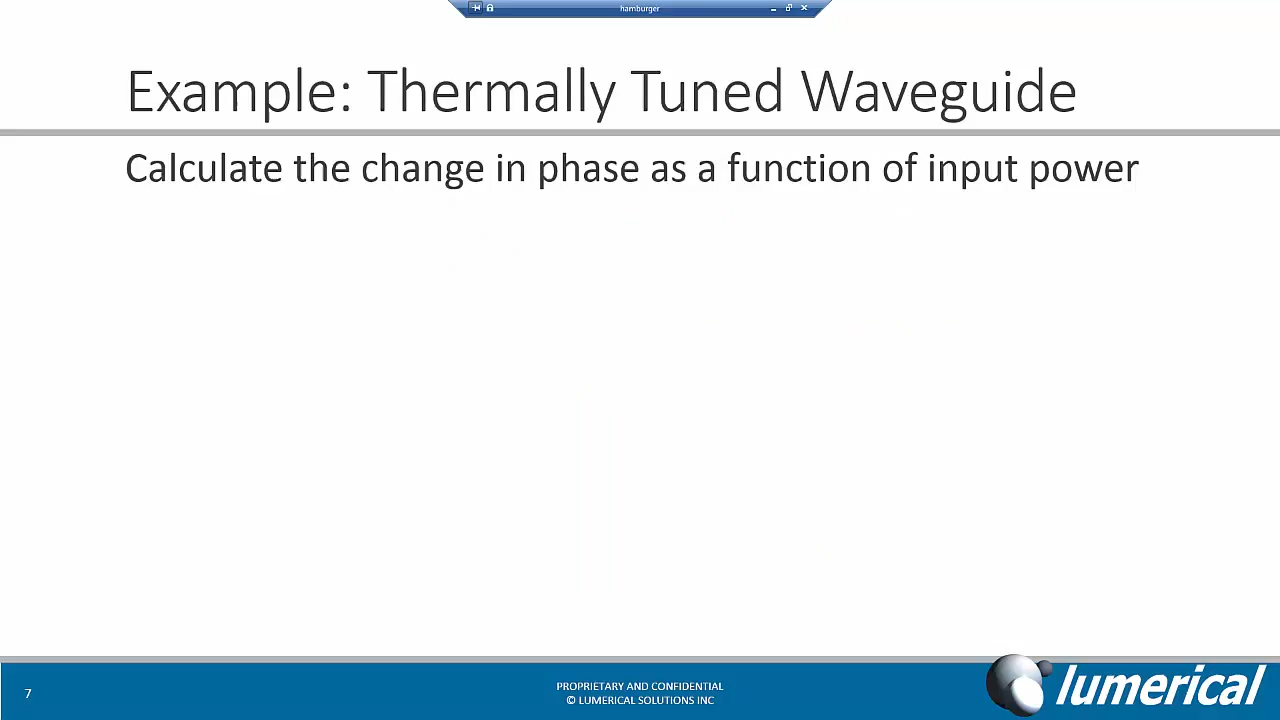 hamburger
Example: Thermally Tuned Waveguide
Calculate the change in phase as a function of input power
7
PROPRIETARY AND CONFIDENTIAL
© LUMERICAL SOLUTIONS INC
lumerical